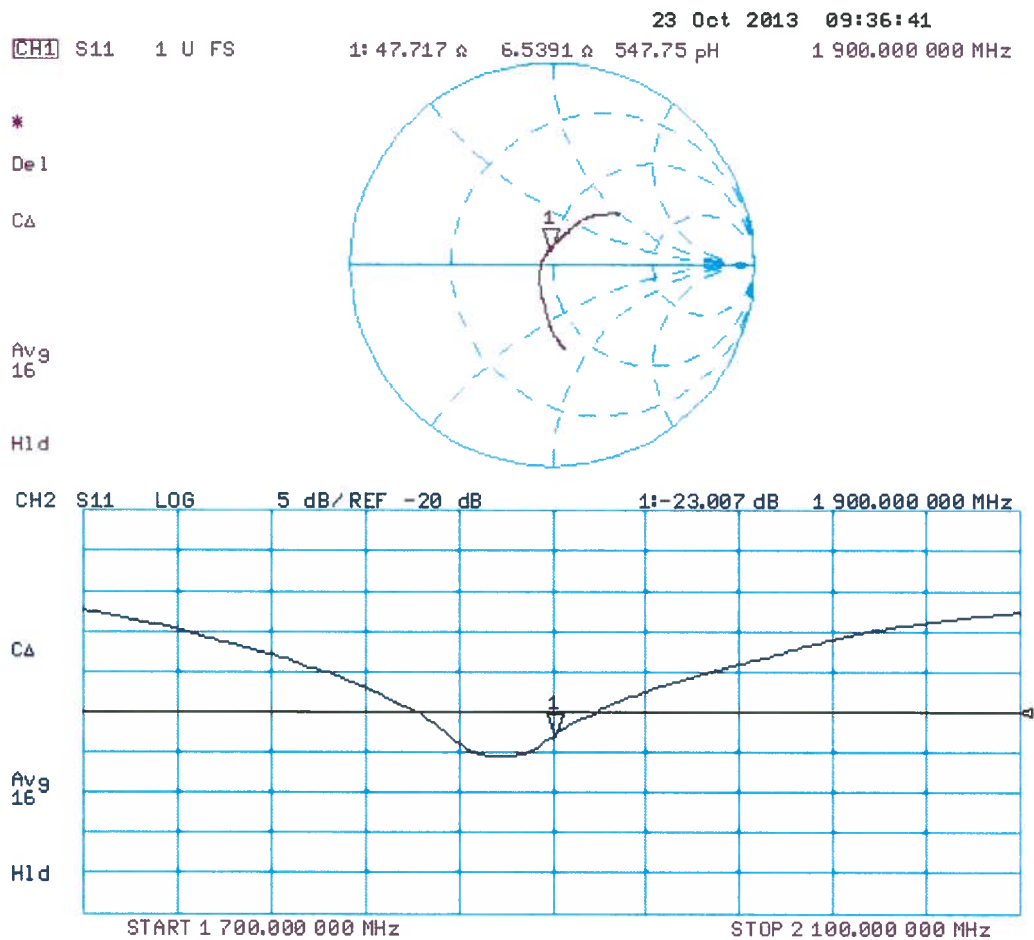 23 Oct 2013 09:36:41
CH1 S11 1 U FS 1: 47.717 Ω 6.5391 Ω 547.75 pH 1 900.000 000 MHz
*
Del
CΔ
1
Avg
16
Hld
CH2 S11 LOG 5 dB/REF -20 dB 1:-23.007 dB 1 900.000 000 MHz
CΔ
1
Avg
16
Hld
START 1 700.000 000 MHz STOP 2 100.000 000 MHz